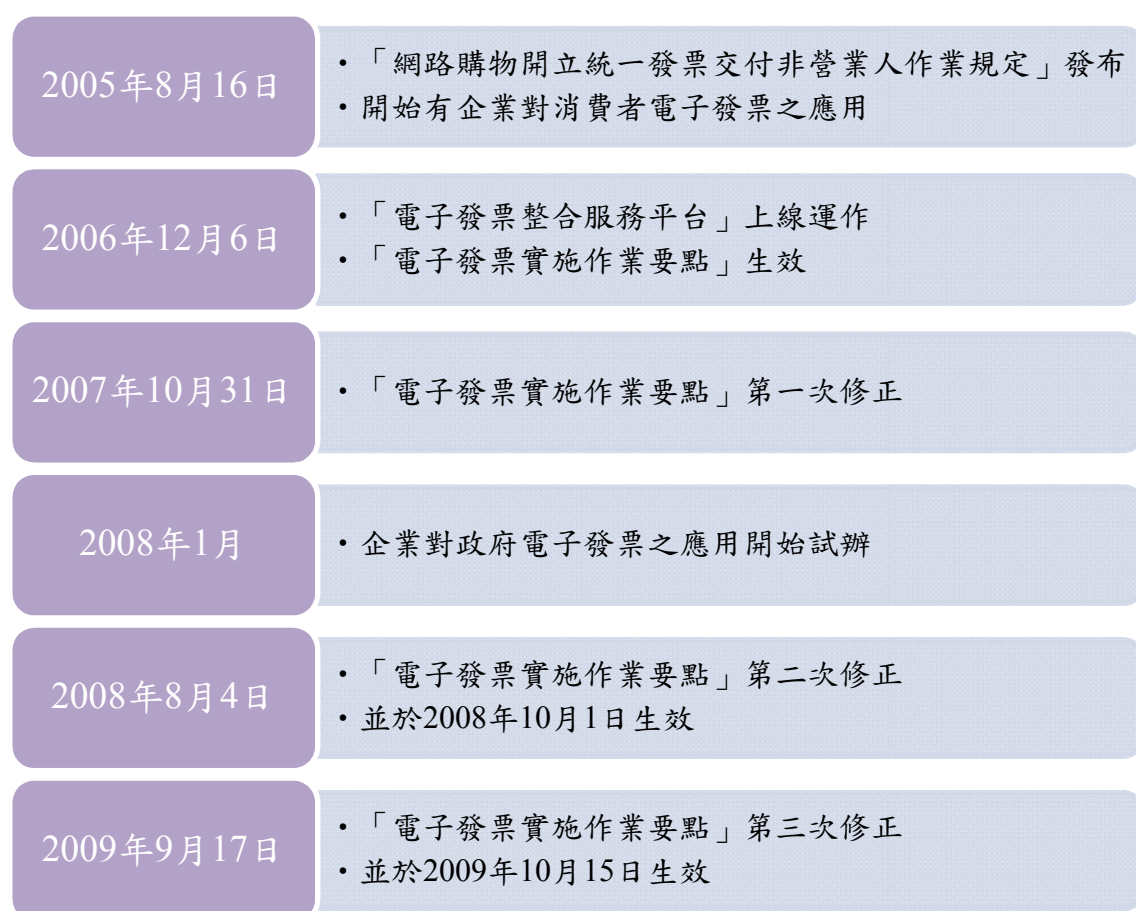 2005年8月16日
・「網路購物開立統一發票交付非營業人作業規定」發布
・開始有企業對消費者電子發票之應用
2006年12月6日
・「電子發票整合服務平台」上線運作
・「電子發票實施作業要點」生效
2007年10月31日
・「電子發票實施作業要點」第一次修正
2008年1月
・企業對政府電子發票之應用開始試辦
2008年8月4日
・「電子發票實施作業要點」第二次修正
・並於2008年10月1日生效
2009年9月17日
・「電子發票實施作業要點」第三次修正
・並於2009年10月15日生效